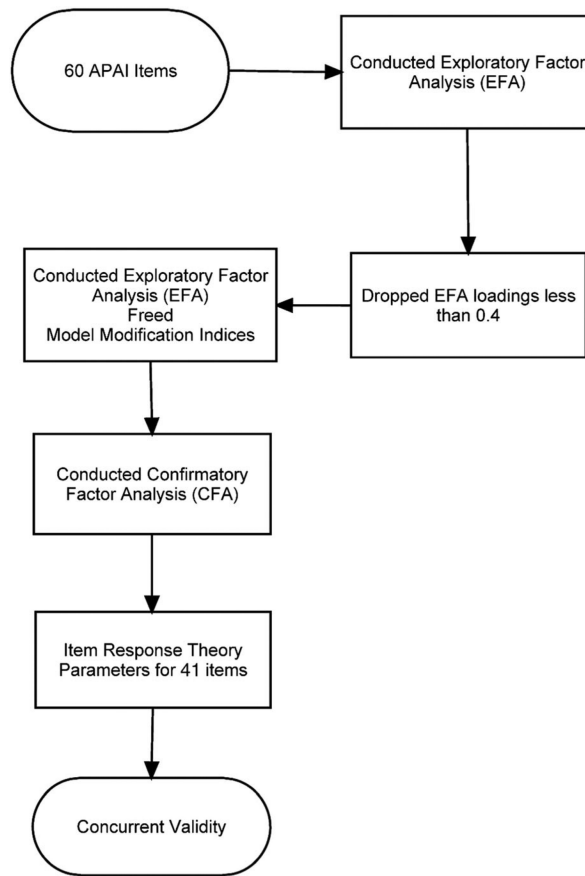 60 APAI Items
Conducted Exploratory Factor
Analysis (EFA)
Dropped EFA loadings less
than 0.4
Conducted Exploratory Factor
Analysis (EFA)
Freed
Model Modification Indices
Conducted Confirmatory
Factor Analysis (CFA)
Item Response Theory
Parameters for 41 items
Concurrent Validity